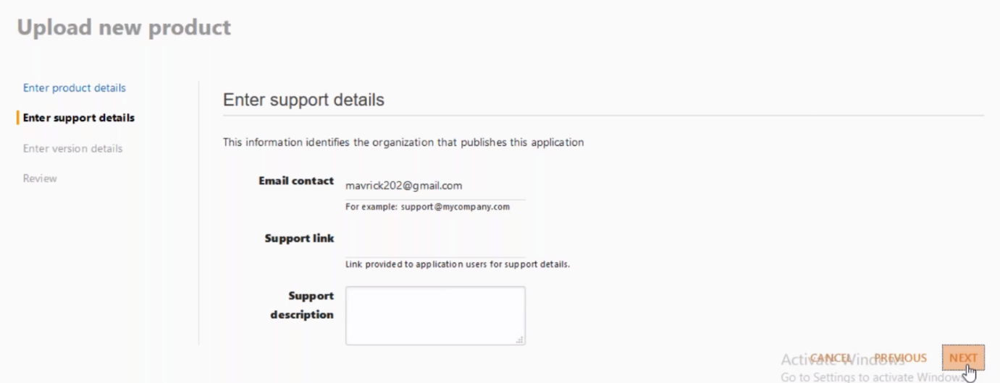 Upload new product
Enter product details
Enter support details
Enter version details
Review
Enter support details
This information identifies the organization that publishes this application
Email contact
mavrick202@gmail.com
For example: support@mycompany.com
Support link
Link provided to application users for support details.
Support
description
CANCEL PREVIOUS NEXT
Activate Windows
Go to Settings to activate Windows